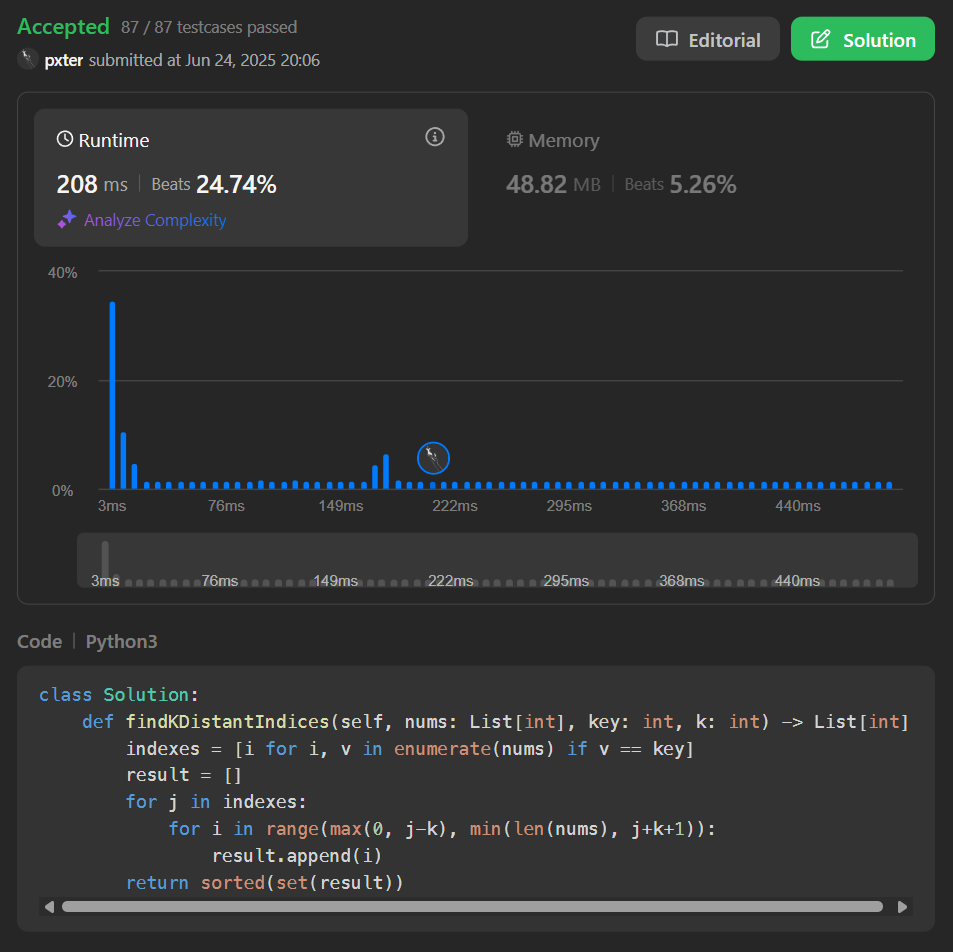 Accepted 87 / 87 testcases passed
Editorial
Solution
pxter submitted at Jun 24, 2025 20:06
Runtime
208 ms | Beats 24.74%
Analyze Complexity
Memory
48.82 MB | Beats 5.26%
40%
20%
0%
3ms 76ms 149ms 222ms 295ms 368ms 440ms
3ms 76ms 149ms 222ms 295ms 368ms 440ms
Code | Python3
class Solution:
    def findKDistantIndices(self, nums: List[int], key: int, k: int) -> List[int]
        indexes = [i for i, v in enumerate(nums) if v == key]
        result = []
        for j in indexes:
            for i in range(max(0, j-k), min(len(nums), j+k+1)):
                result.append(i)
        return sorted(set(result))